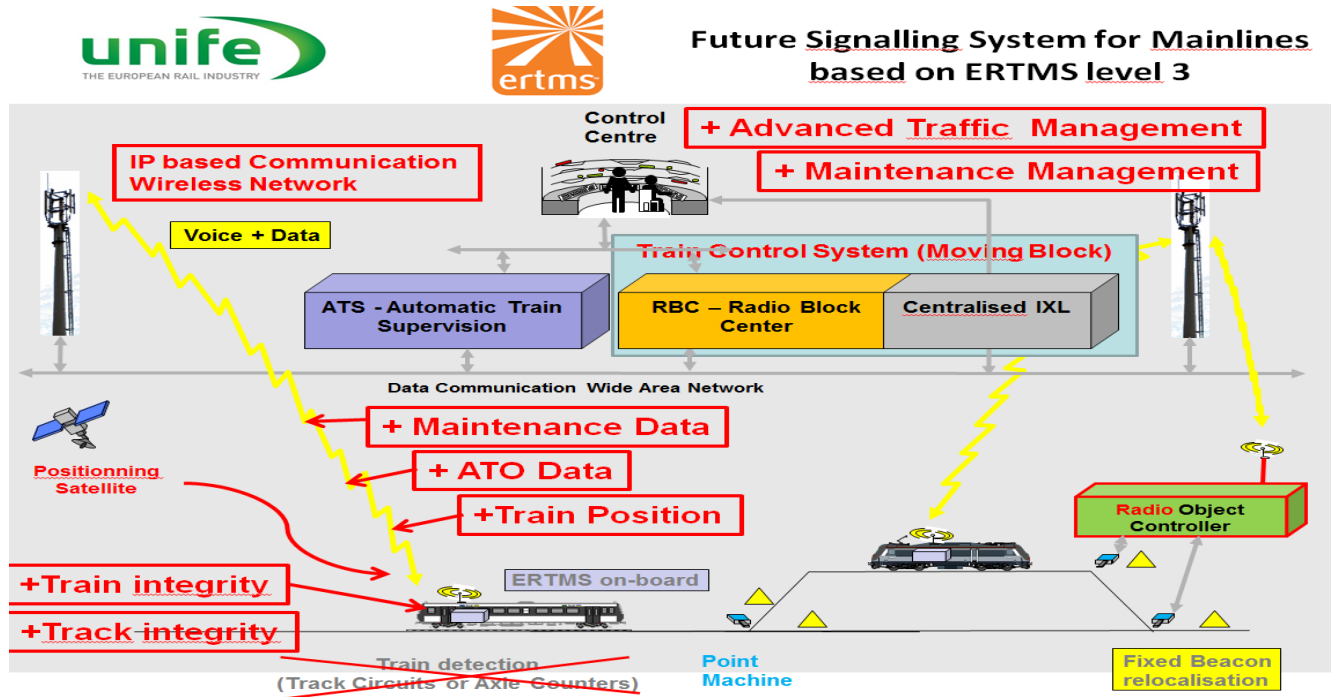 unife
THE EUROPEAN RAIL INDUSTRY
ertms
Future Signalling System for Mainlines
based on ERTMS level 3
Control
Centre
+ Advanced Traffic Management
+ Maintenance Management
IP based Communication
Wireless Network
Voice + Data
Train Control System (Moving Block)
ATS - Automatic Train
Supervision
RBC – Radio Block
Center
Centralised IXL
Data Communication Wide Area Network
+ Maintenance Data
+ ATO Data
+Train Position
Positionning
Satellite
Radio Object
Controller
ERTMS on-board
+Train integrity
+Track integrity
Train detection
(Track Circuits or Axle Counters)
Point
Machine
Fixed Beacon
relocalisation